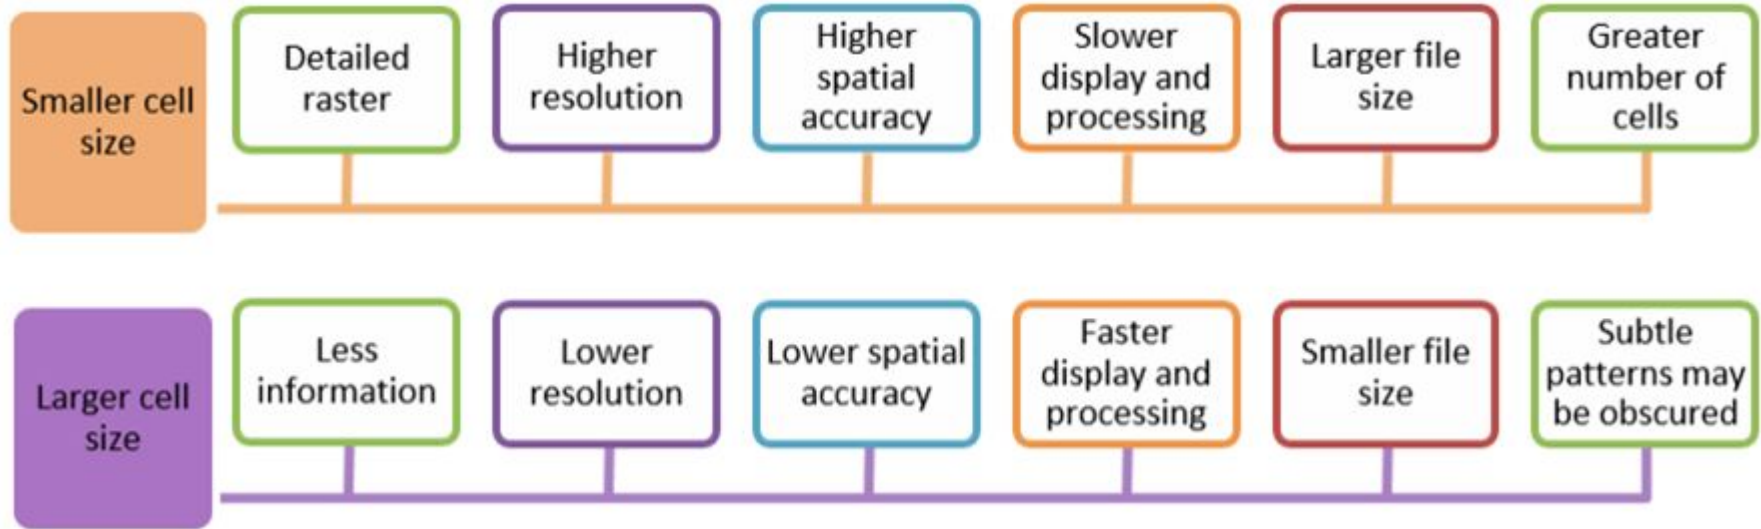 Smaller cell
size
Detailed
raster
Higher
resolution
Higher
spatial
accuracy
Slower
display and
processing
Larger file
size
Greater
number of
cells
Larger cell
size
Less
information
Lower
resolution
Lower spatial
accuracy
Faster
display and
processing
Smaller file
size
Subtle
patterns may
be obscured